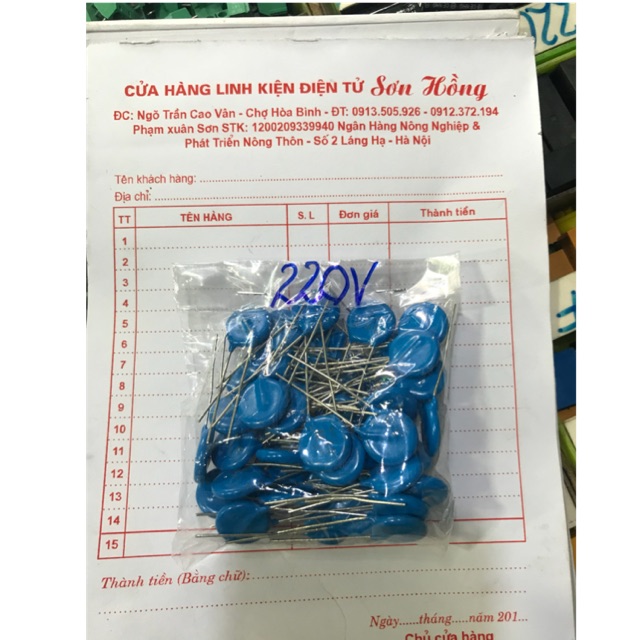 CỬA HÀNG LINH KIỆN ĐIỆN TỬ Sơn Hồng
ĐC: Ngõ Trần Cao Vân - Chợ Hòa Bình - ĐT: 0913.505.926 - 0912.372.194
Phạm xuân Sơn STK: 1200209339940 Ngân Hàng Nông Nghiệp &
Phát Triển Nông Thôn - Số 2 Láng Hạ - Hà Nội
Tên khách hàng:
Địa chỉ:
TT TÊN HÀNG S. L Đơn giá Thành tiền
1
2
3
4
220V
5
6
7
8
9
10
11
12
13
14
15
Thành tiền (Bằng chữ):
Ngày......tháng.....năm 201...
Chủ cửa hàng